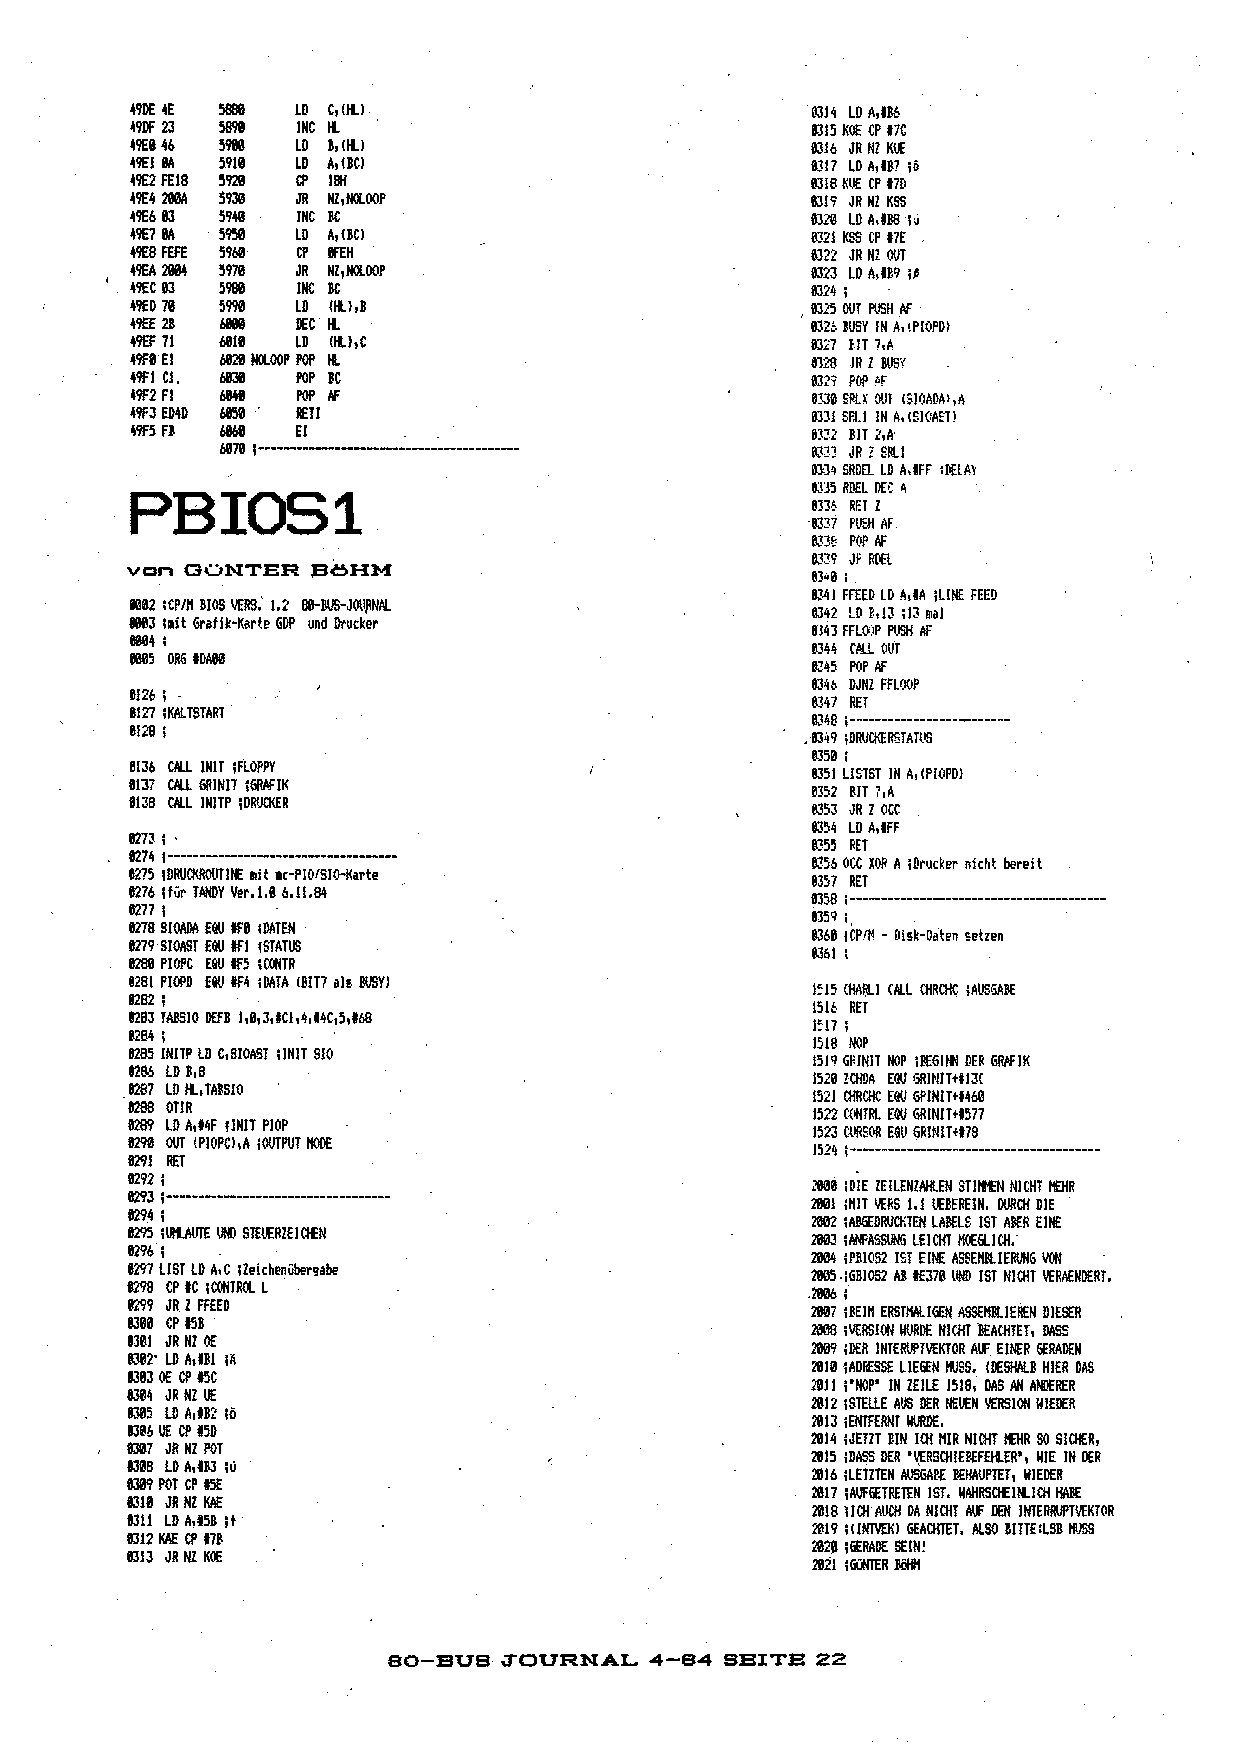 49DE 4E 5880 LD C,(HL)
49DF 23 5890 INC HL
49E0 46 5900 LD B,(HL)
49E1 0A 5910 LD A,(BC)
49E2 FE18 5920 CP 18H
49E4 200A 5930 JR NZ,NOLOOP
49E6 03 5940 INC BC
49E7 0A 5950 LD A,(BC)
49E8 FEFE 5960 CP 0FEH
49EA 2004 5970 JR NZ,NOLOOP
49EC 03 5980 INC BC
49ED 70 5990 LD (HL),B
49EE 2B 6000 DEC HL
49EF 71 6010 LD (HL),C
49F0 E1 6020 NOLOOP POP HL
49F1 C1 6030 POP BC
49F2 F1 6040 POP AF
49F3 ED4D 6050 RETI
49F5 FB 6060 EI
6070 ;-----------------------------------------
PBIOS1
von GÜNTER BöHM
0002 ;CP/M BIOS VERS. 1.2 80-BUS-JOURNAL
0003 ;mit Grafik-Karte GDP und Drucker
0004 ;
0005 ORG #DA00
0126 ;
0127 ;KALTSTART
0128 ;
0136 CALL INIT ;FLOPPY
0137 CALL GRINIT ;GRAFIK
0138 CALL INITP ;DRUCKER
0273 ;
0274 ;------------------------------------
0275 ;DRUCKROUTINE mit mc-PIO/SIO-Karte
0276 ;für TANDY Ver.1.0 6.11.84
0277 ;
0278 SIOADA EQU #F0 ;DATEN
0279 SIOAST EQU #F1 ;STATUS
0280 PIOPC EQU #F5 ;CONTR
0281 PIOPD EQU #F4 ;DATA (BIT7 als BUSY)
0282 ;
0283 TABSIO DEFB 1,0,3,#C1,4,#4C,5,#68
0284 ;
0285 INITP LD C,SIOAST ;INIT SIO
0286 LD B,8
0287 LD HL,TABSIO
0288 OTIR
0289 LD A,#4F ;INIT PIOP
0290 OUT (PIOPC),A ;OUTPUT MODE
0291 RET
0292 ;
0293 ;-----------------------------------
0294 ;
0295 ;UMLAUTE UND STEUERZEICHEN
0296 ;
0297 LIST LD A,C ;Zeichenübergabe
0298 CP #C ;CONTROL L
0299 JR Z FFEED
0300 CP #5B
0301 JR NZ OE
0302 LD A,#B1 ;Ä
0303 OE CP #5C
0304 JR NZ UE
0305 LD A,#B2 ;ö
0306 UE CP #5D
0307 JR NZ POT
0308 LD A,#B3 ;ü
0309 POT CP #5E
0310 JR NZ KAE
0311 LD A,#5B ;↑
0312 KAE CP #7B
0313 JR NZ KOE
0314 LD A,#B6
0315 KOE CP #7C
0316 JR NZ KUE
0317 LD A,#B7 ;ö
0318 KUE CP #7D
0319 JR NZ KSS
0320 LD A,#B8 ;ü
0321 KSS CP #7E
0322 JR NZ OUT
0323 LD A,#B9 ;ß
0324 ;
0325 OUT PUSH AF
0326 BUSY IN A,(PIOPD)
0327 BIT 7,A
0328 JR Z BUSY
0329 POP AF
0330 SRLX OUT (SIOADA),A
0331 SRL1 IN A,(SIOAST)
0332 BIT 2,A
0333 JR Z SRL1
0334 SRDEL LD A,#FF ;DELAY
0335 RDEL DEC A
0336 RET Z
0337 PUSH AF
0338 POP AF
0339 JP RDEL
0340 ;
0341 FFEED LD A,#A ;LINE FEED
0342 LD B,13 ;13 mal
0343 FFLOOP PUSH AF
0344 CALL OUT
0345 POP AF
0346 DJNZ FFLOOP
0347 RET
0348 ;-------------------------
0349 ;DRUCKERSTATUS
0350 ;
0351 LISTST IN A,(PIOPD)
0352 BIT 7,A
0353 JR Z OCC
0354 LD A,#FF
0355 RET
0356 OCC XOR A ;Drucker nicht bereit
0357 RET
0358 ;----------------------------------------
0359 ;
0360 ;CP/M - Disk-Daten setzen
0361 ;
1515 CHARL1 CALL CHRCHC ;AUSGABE
1516 RET
1517 ;
1518 NOP
1519 GRINIT NOP ;BEGINN DER GRAFIK
1520 ZCHDA EQU GRINIT+#13C
1521 CHRCHC EQU GRINIT+#460
1522 CONTRL EQU GRINIT+#577
1523 CURSOR EQU GRINIT+#78
1524 ;---------------------------------------
2000 ;DIE ZEILENZAHLEN STIMMEN NICHT MEHR
2001 ;MIT VERS 1.1 UEBEREIN. DURCH DIE
2002 ;ABGEDRUCKTEN LABELS IST ABER EINE
2003 ;ANPASSUNG LEICHT MOEGLICH.
2004 ;PBIOS2 IST EINE ASSEMBLIERUNG VON
2005 ;GBIOS2 AB #E370 UND IST NICHT VERAENDERT.
2006 ;
2007 ;BEIM ERSTMALIGEN ASSEMBLIEREN DIESER
2008 ;VERSION WURDE NICHT BEACHTET, DASS
2009 ;DER INTERUPTVEKTOR AUF EINER GERADEN
2010 ;ADRESSE LIEGEN MUSS. (DESHALB HIER DAS
2011 ;"NOP" IN ZEILE 1518, DAS AN ANDERER
2012 ;STELLE AUS DER NEUEN VERSION WIEDER
2013 ;ENTFERNT WURDE.
2014 ;JETZT BIN ICH MIR NICHT MEHR SO SICHER,
2015 ;DASS DER "VERSCHIEBEFEHLER", WIE IN DER
2016 ;LETZTEN AUSGABE BEHAUPTET, WIEDER
2017 ;AUFGETRETEN IST. WAHRSCHEINLICH HABE
2018 ;ICH AUCH DA NICHT AUF DEN INTERRUPTVEKTOR
2019 ;(INTVEK) GEACHTET. ALSO BITTE:LSB MUSS
2020 ;GERADE SEIN!
2021 ;GÜNTER BöHM
80-BUS JOURNAL 4-84 SEITE 22